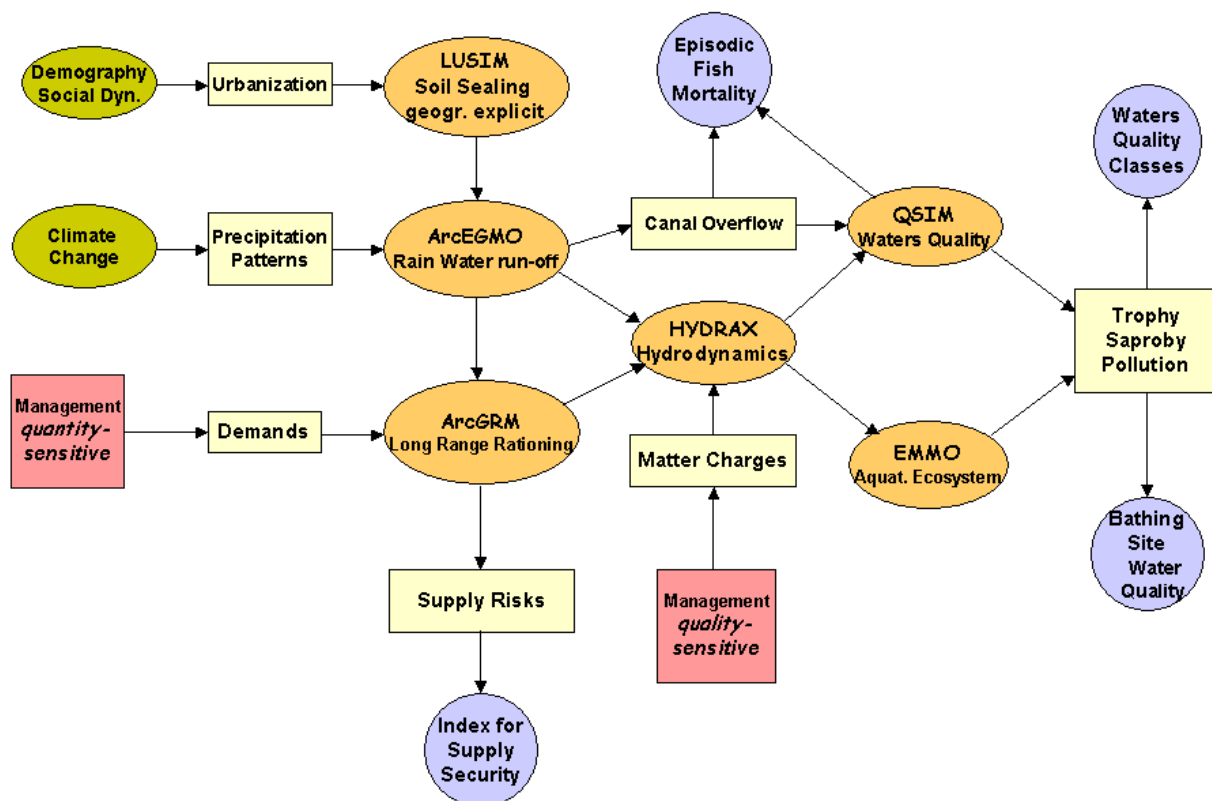 Demography
Social Dyn.
Urbanization
LUSIM
Soil Sealing
geogr. explicit
Episodic
Fish
Mortality
Waters
Quality
Classes
Climate
Change
Precipitation
Patterns
ArcEGMO
Rain Water run-off
Canal Overflow
QSIM
Waters Quality
HYDRAX
Hydrodynamics
Trophy
Saproby
Pollution
Management
quantity-
sensitive
Demands
ArcGRM
Long Range Rationing
Matter Charges
EMMO
Aquat. Ecosystem
Bathing
Site
Water
Quality
Supply Risks
Management
quality-
sensitive
Index for
Supply
Security